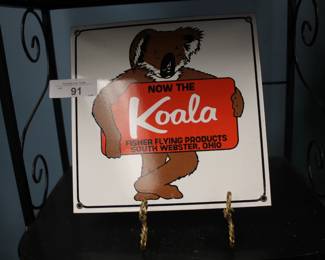 91
NOW THE
Koala
FISHER FLYING PRODUCTS
SOUTH WEBSTER, OHIO